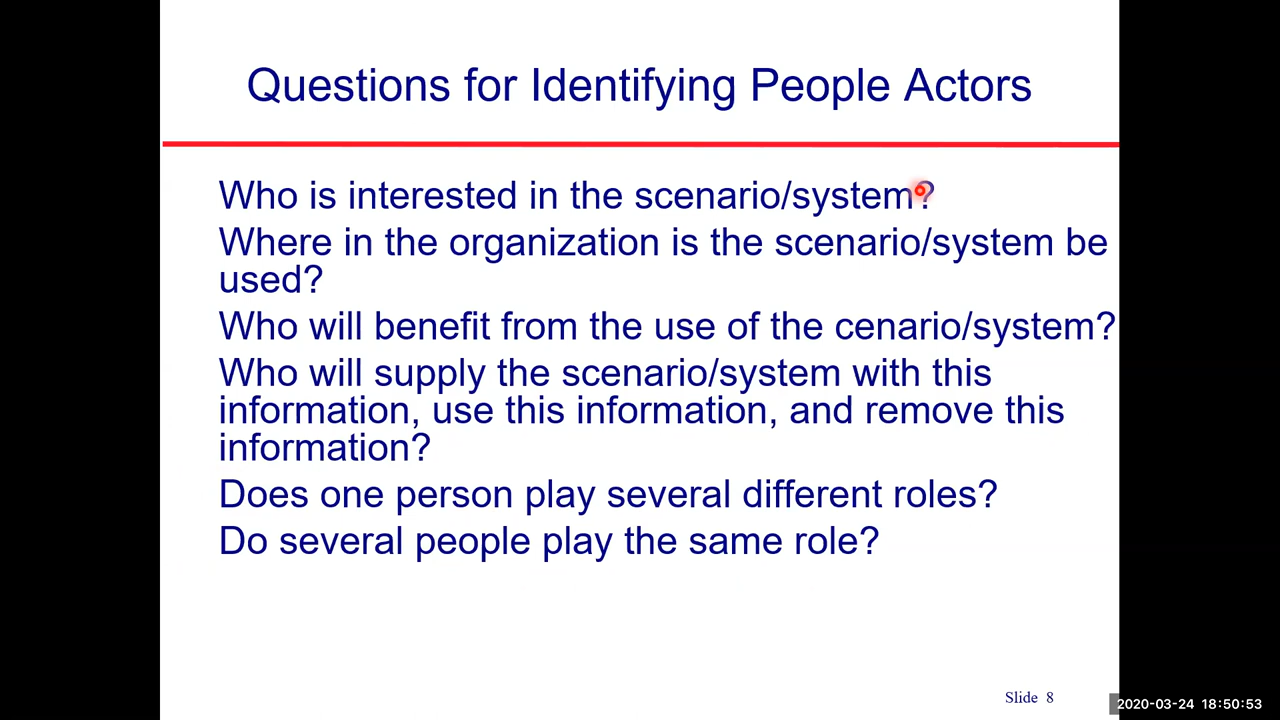 Questions for Identifying People Actors
Who is interested in the scenario/system?
Where in the organization is the scenario/system be
used?
Who will benefit from the use of the cenario/system?
Who will supply the scenario/system with this
information, use this information, and remove this
information?
Does one person play several different roles?
Do several people play the same role?
Slide 8
2020-03-24 18:50:53